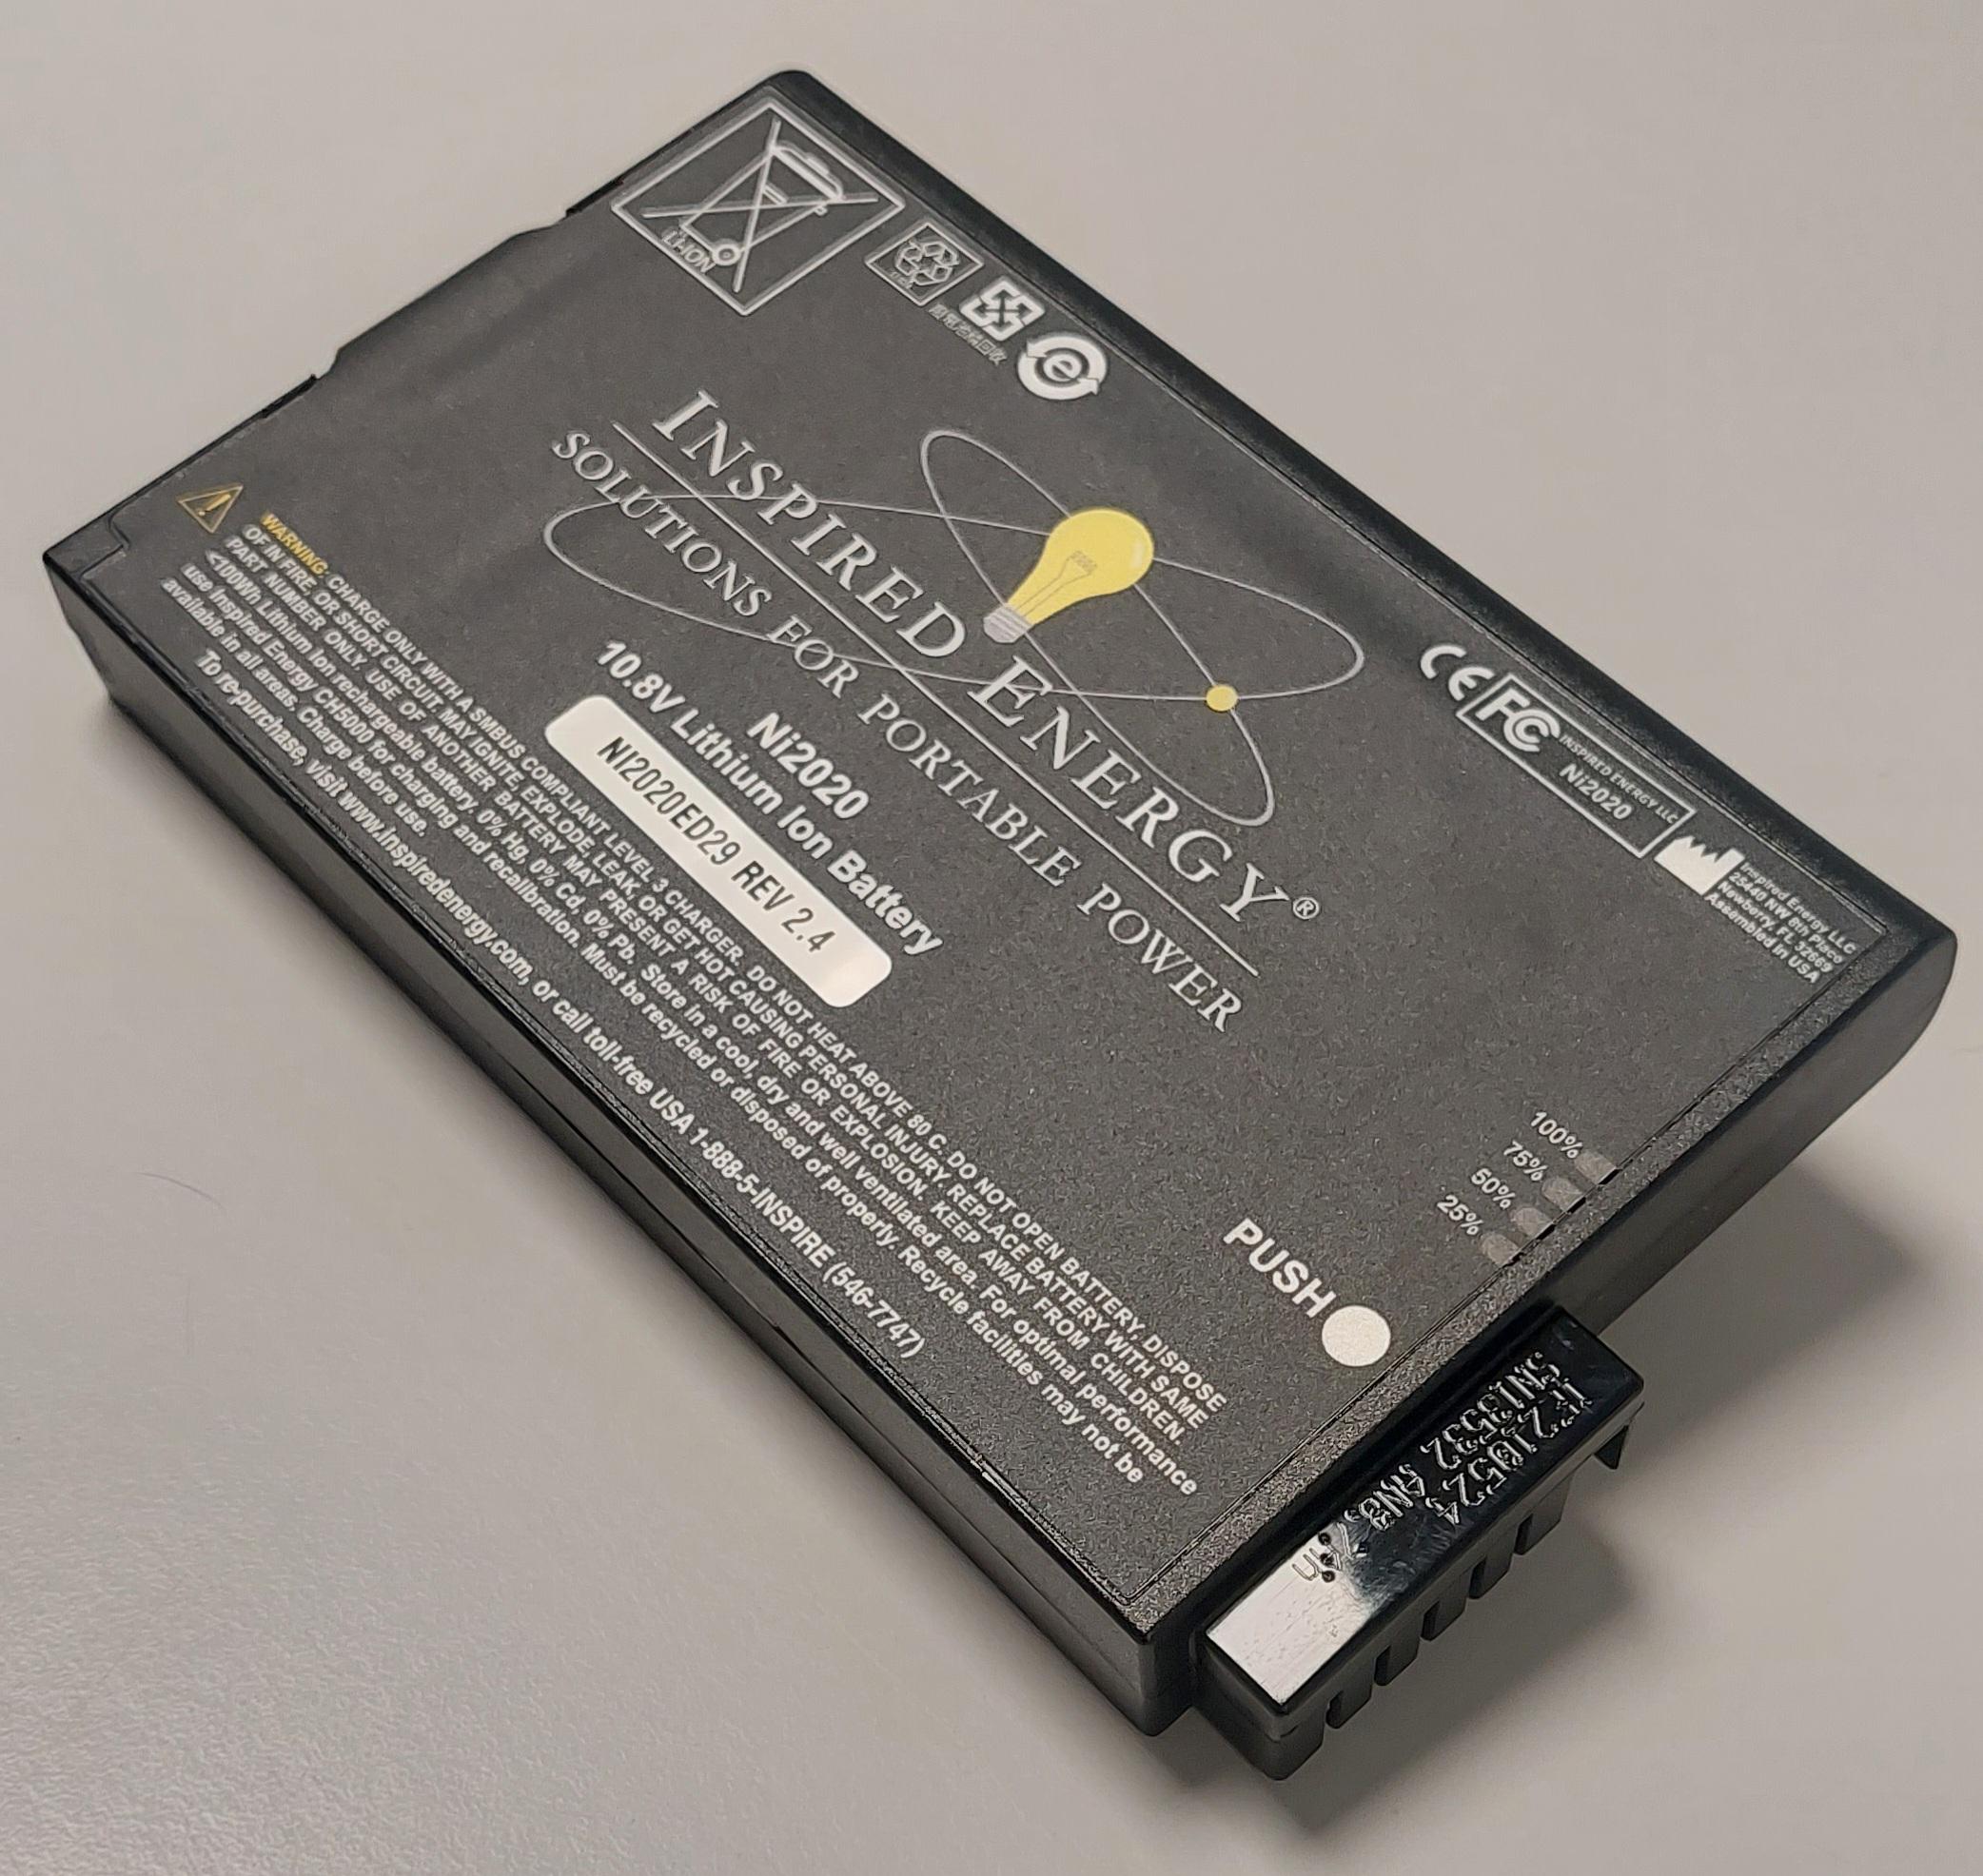 LI-ION
INSPIRED ENERGY®
SOLUTIONS FOR PORTABLE POWER
Ni2020
10.8V Lithium Ion Battery
NI2020ED29 REV 2.4
CE FC INSPIRED ENERGY LLC
Ni2020
Inspired Energy LLC
25440 NW 8th Place
Newberry, FL 32669
Assembled in USA
100%
75%
50%
25%
PUSH
WARNING: CHARGE ONLY WITH A SMBUS COMPLIANT LEVEL 3 CHARGER. DO NOT HEAT ABOVE 80 C. DO NOT OPEN BATTERY, DISPOSE
OF IN FIRE, OR SHORT CIRCUIT. MAY IGNITE, EXPLODE LEAK OR GET HOT CAUSING PERSONAL INJURY. REPLACE BATTERY WITH SAME
PART NUMBER ONLY. USE OF ANOTHER BATTERY MAY PRESENT A RISK OF FIRE OR EXPLOSION. KEEP AWAY FROM CHILDREN.
<100Wh Lithium Ion rechargeable battery. 0% Hg, 0% Cd, 0% Pb. Store in a cool, dry and well ventilated area. For optimal performance
use Inspired Energy CH5000 for charging and recalibration. Must be recycled or disposed of properly. Recycle facilities may not be
available in all areas. Charge before use.
To re-purchase, visit www.inspiredenergy.com, or call toll-free USA 1-888-5-INSPIRE (546-7747)